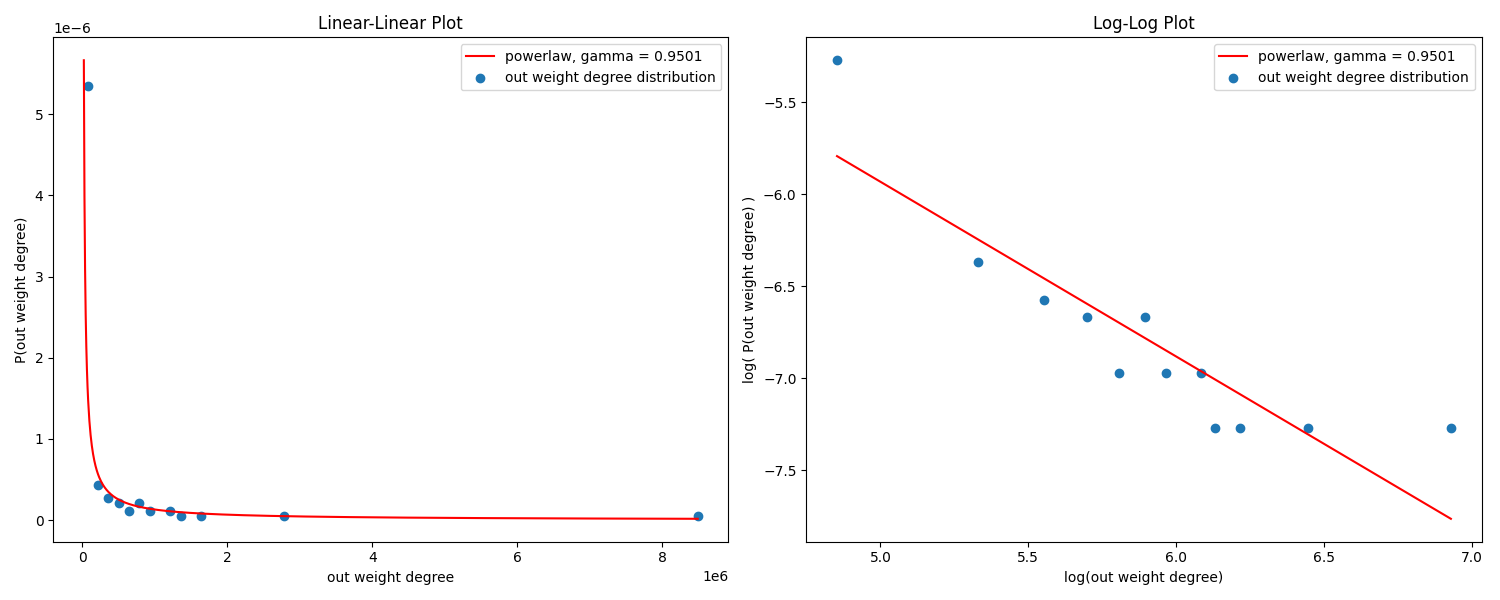 Linear-Linear Plot
1e−6
powerlaw, gamma = 0.9501
out weight degree distribution
P(out weight degree)
5
4
3
2
1
0
0 2 4 6 8
1e6
out weight degree
Log-Log Plot
powerlaw, gamma = 0.9501
out weight degree distribution
log( P(out weight degree) )
−5.5
−6.0
−6.5
−7.0
−7.5
5.0 5.5 6.0 6.5 7.0
log(out weight degree)